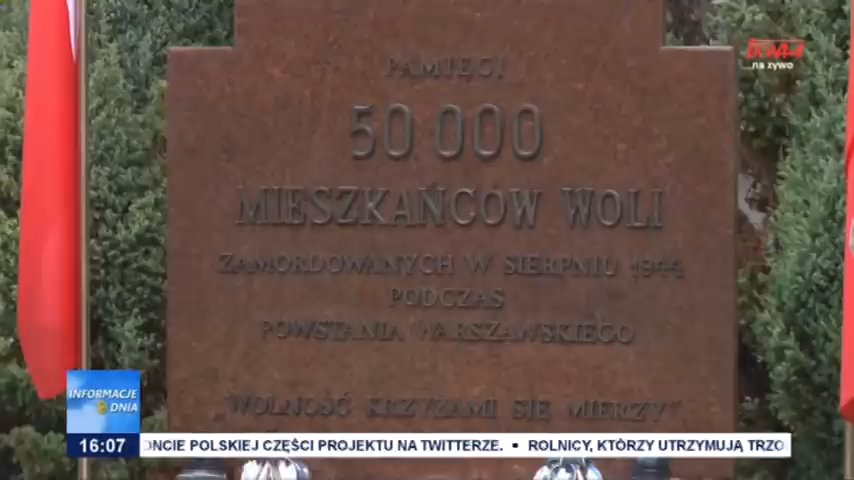 PAMIĘCI
50.000
MIESZKAŃCÓW WOLI
ZAMORDOWANYCH W SIERPNIU 1944
PODCZAS
POWSTANIA WARSZAWSKIEGO
"WOLNOŚĆ KRZYŻAMI SIĘ MIERZY"
na żywo
INFORMACJE
DNIA
16:07
ONCIE POLSKIEJ CZĘŚCI PROJEKTU NA TWITTERZE. ▪ ROLNICY, KTÓRZY UTRZYMUJĄ TRZO